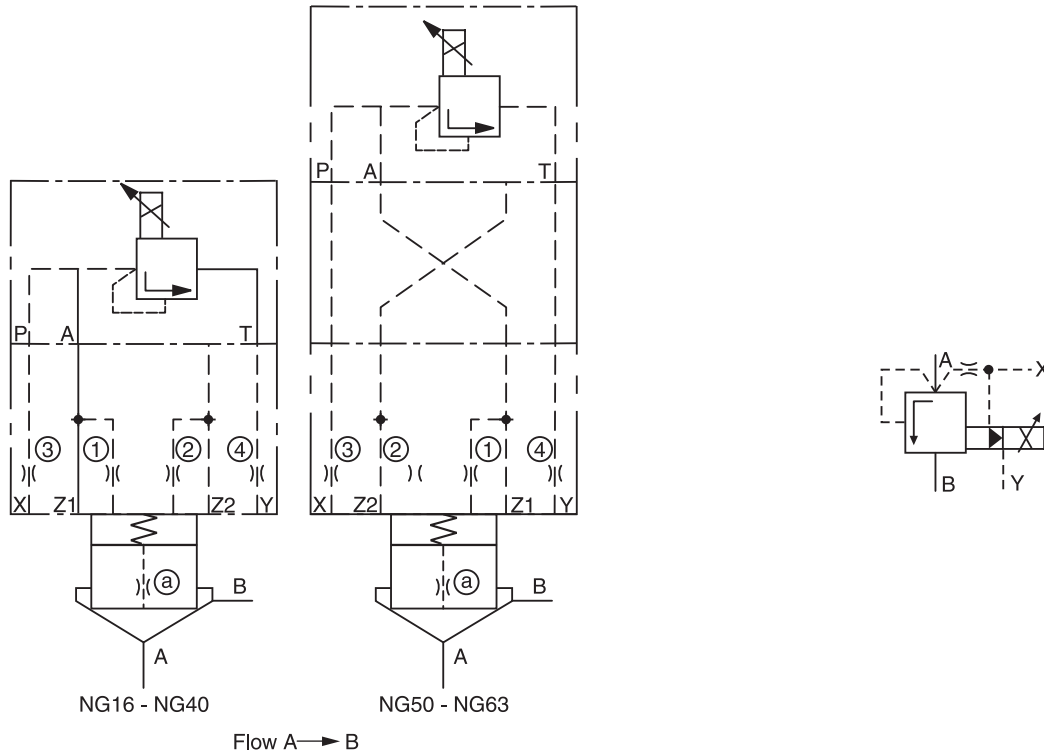 P A T
P A T
③ ① ② ④
X Z1 Z2 Y
ⓐ
B
A
NG16 - NG40
③ ② ① ④
X Z2 Z1 Y
ⓐ
B
A
NG50 - NG63
Flow A B
A X
B Y